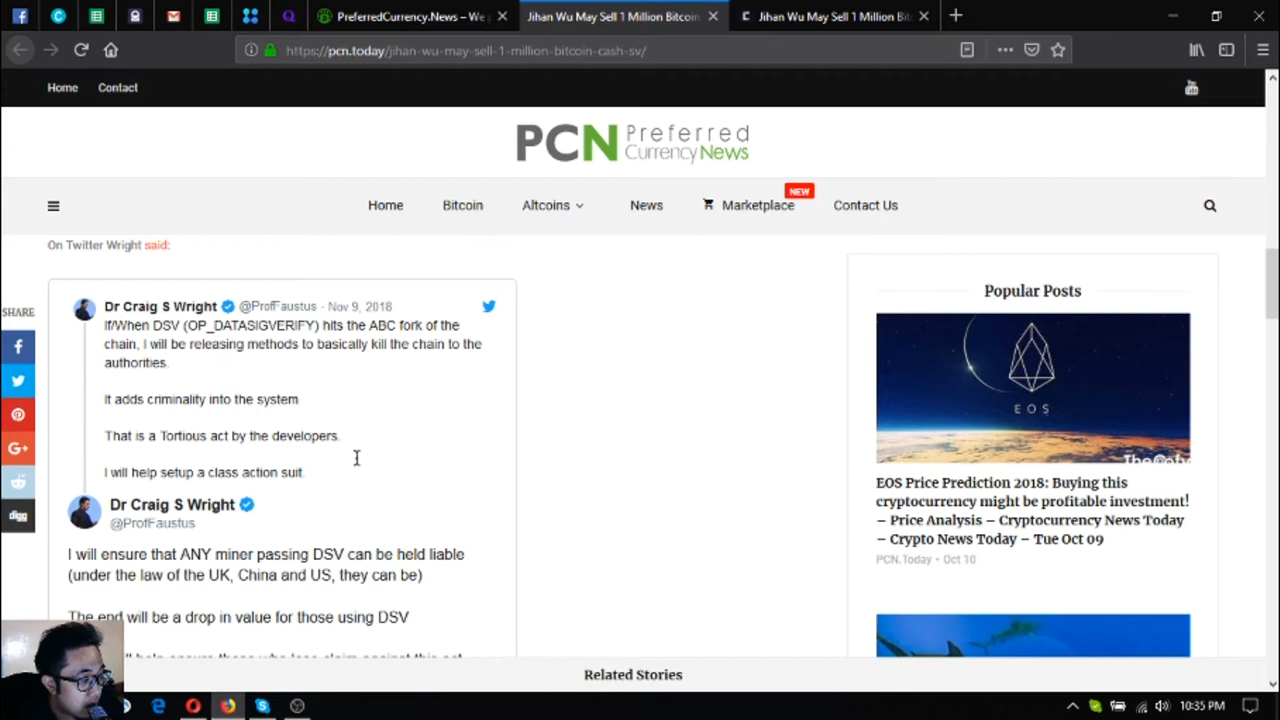 PreferredCurrency.News – We p
Jihan Wu May Sell 1 Million Bitcoin
Jihan Wu May Sell 1 Million Bit
https://pcn.today/jihan-wu-may-sell-1-million-bitcoin-cash-sv/
Home Contact
PCN Preferred
Currency News
NEW
Home Bitcoin Altcoins News Marketplace Contact Us
On Twitter Wright said:
SHARE
Dr Craig S Wright @ProfFaustus · Nov 9, 2018
If/When DSV (OP_DATASIGVERIFY) hits the ABC fork of the
chain, I will be releasing methods to basically kill the chain to the
authorities.
It adds criminality into the system
That is a Tortious act by the developers.
I will help setup a class action suit.
Dr Craig S Wright
@ProfFaustus
I will ensure that ANY miner passing DSV can be held liable
(under the law of the UK, China and US, they can be)
The end will be a drop in value for those using DSV
digg
Popular Posts
EOS
EOS Price Prediction 2018: Buying this
cryptocurrency might be profitable investment!
– Price Analysis – Cryptocurrency News Today
– Crypto News Today – Tue Oct 09
PCN.Today • Oct 10
Related Stories
10:35 PM